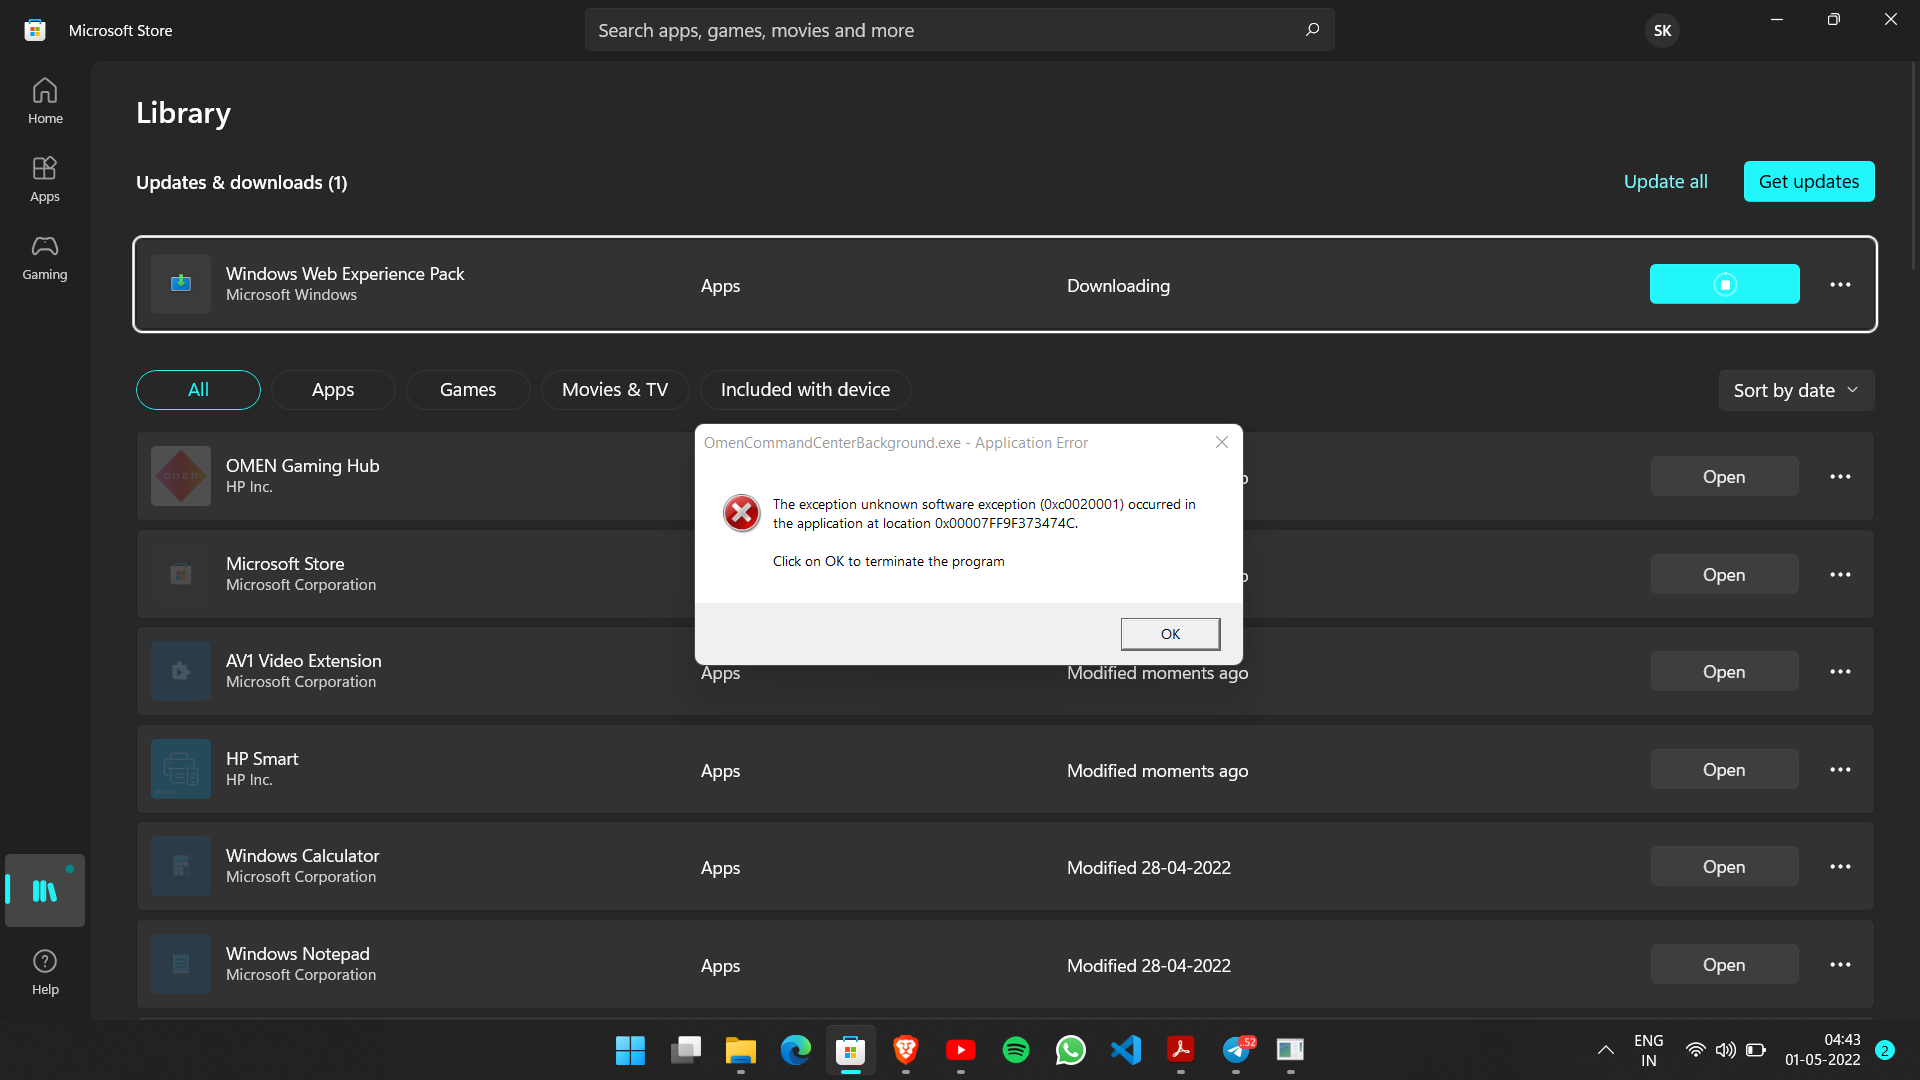 Microsoft Store
Search apps, games, movies and more
SK
Home
Apps
Gaming
Library
Updates & downloads (1)
Update all
Get updates
Windows Web Experience Pack
Microsoft Windows
Apps
Downloading
All
Apps
Games
Movies & TV
Included with device
Sort by date
OmenCommandCenterBackground.exe - Application Error
The exception unknown software exception (0xc0020001) occurred in
the application at location 0x00007FF9F373474C.
Click on OK to terminate the program
OK
OMEN
OMEN Gaming Hub
HP Inc.
Open
Microsoft Store
Microsoft Corporation
Open
AV1 Video Extension
Microsoft Corporation
Apps
Modified moments ago
Open
HP Smart
HP Inc.
Apps
Modified moments ago
Open
Windows Calculator
Microsoft Corporation
Apps
Modified 28-04-2022
Open
Windows Notepad
Microsoft Corporation
Apps
Modified 28-04-2022
Open
Help
52
ENG
IN
04:43
01-05-2022
2